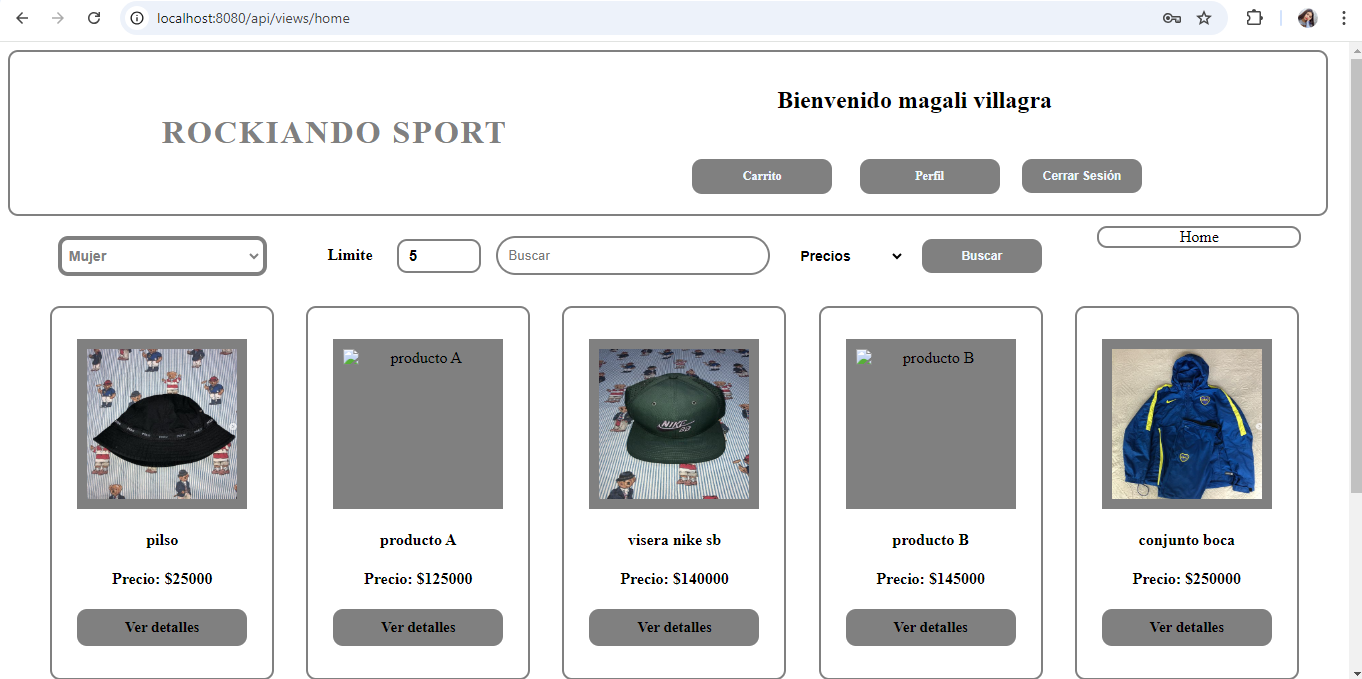 localhost:8080/api/views/home
Bienvenido magali villagra
ROCKIANDO SPORT
Carrito Perfil Cerrar Sesión
Mujer Limite 5 Buscar Precios Buscar Home
producto A producto B
NIKE
pilso producto A visera nike sb producto B conjunto boca
Precio: $25000 Precio: $125000 Precio: $140000 Precio: $145000 Precio: $250000
Ver detalles Ver detalles Ver detalles Ver detalles Ver detalles